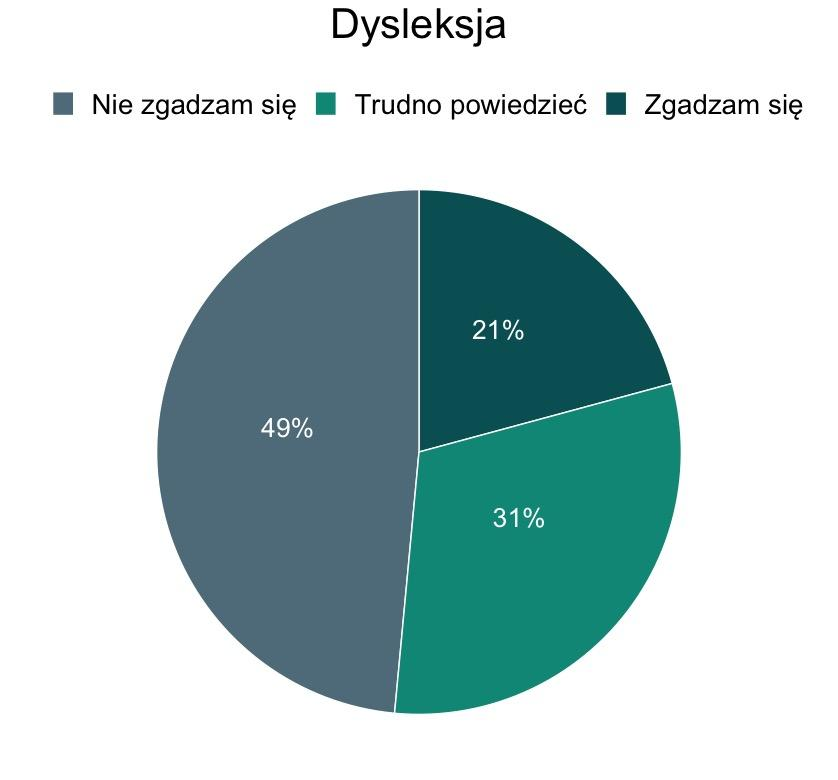 Dysleksja
Nie zgadzam się Trudno powiedzieć Zgadzam się
21%
49%
31%